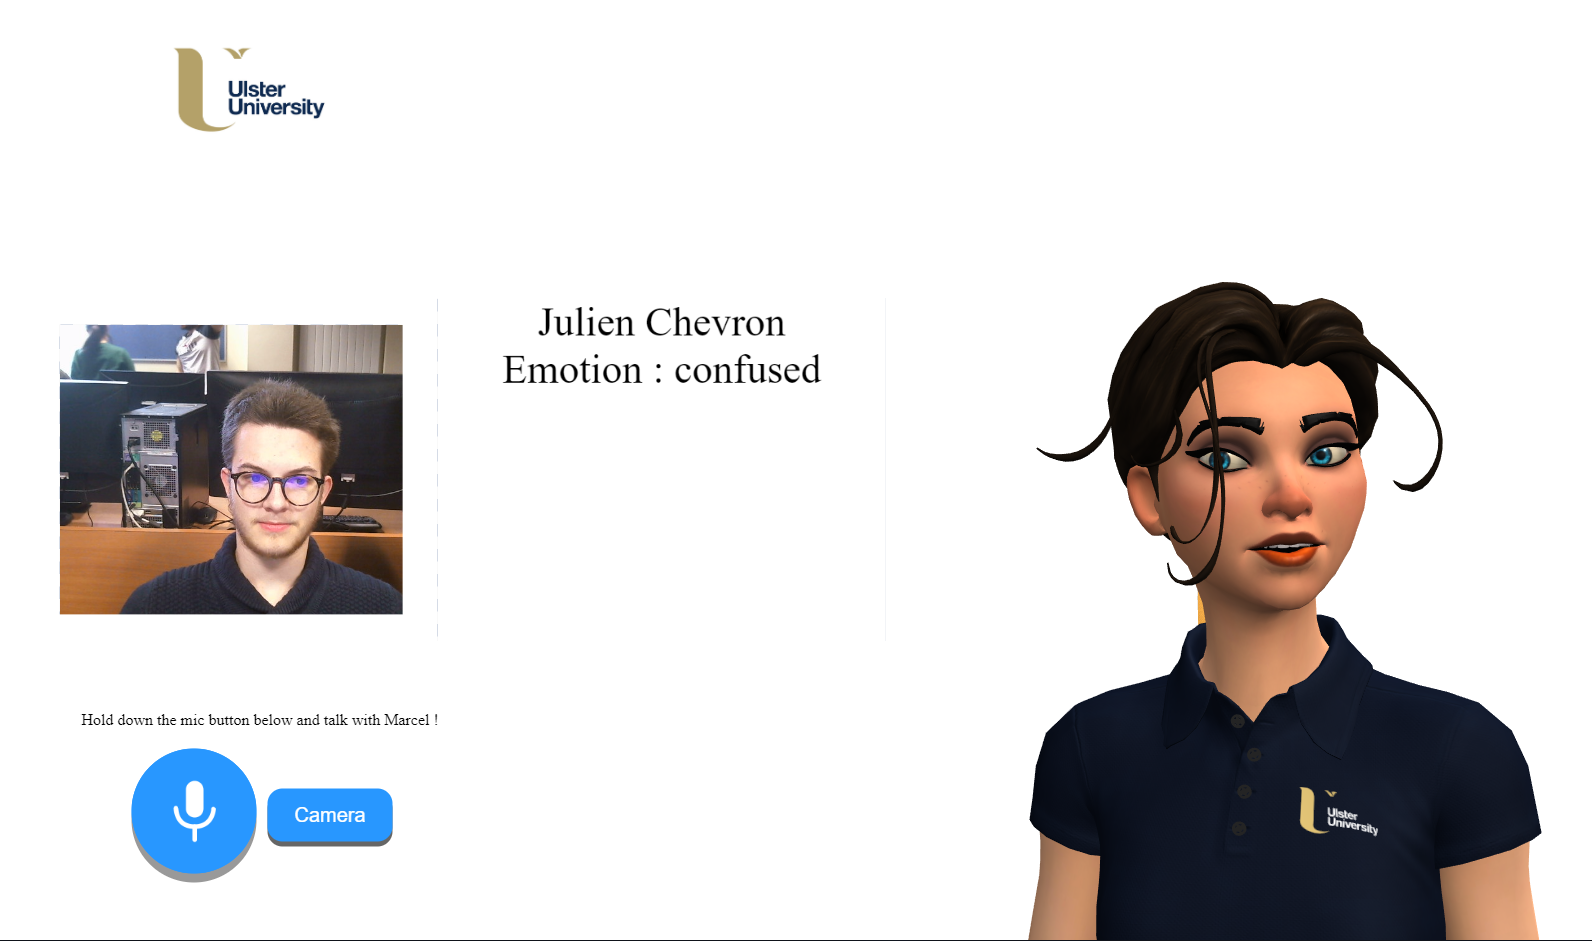 Ulster
University
Julien Chevron
Emotion : confused
Hold down the mic button below and talk with Marcel !
Camera
Ulster
University